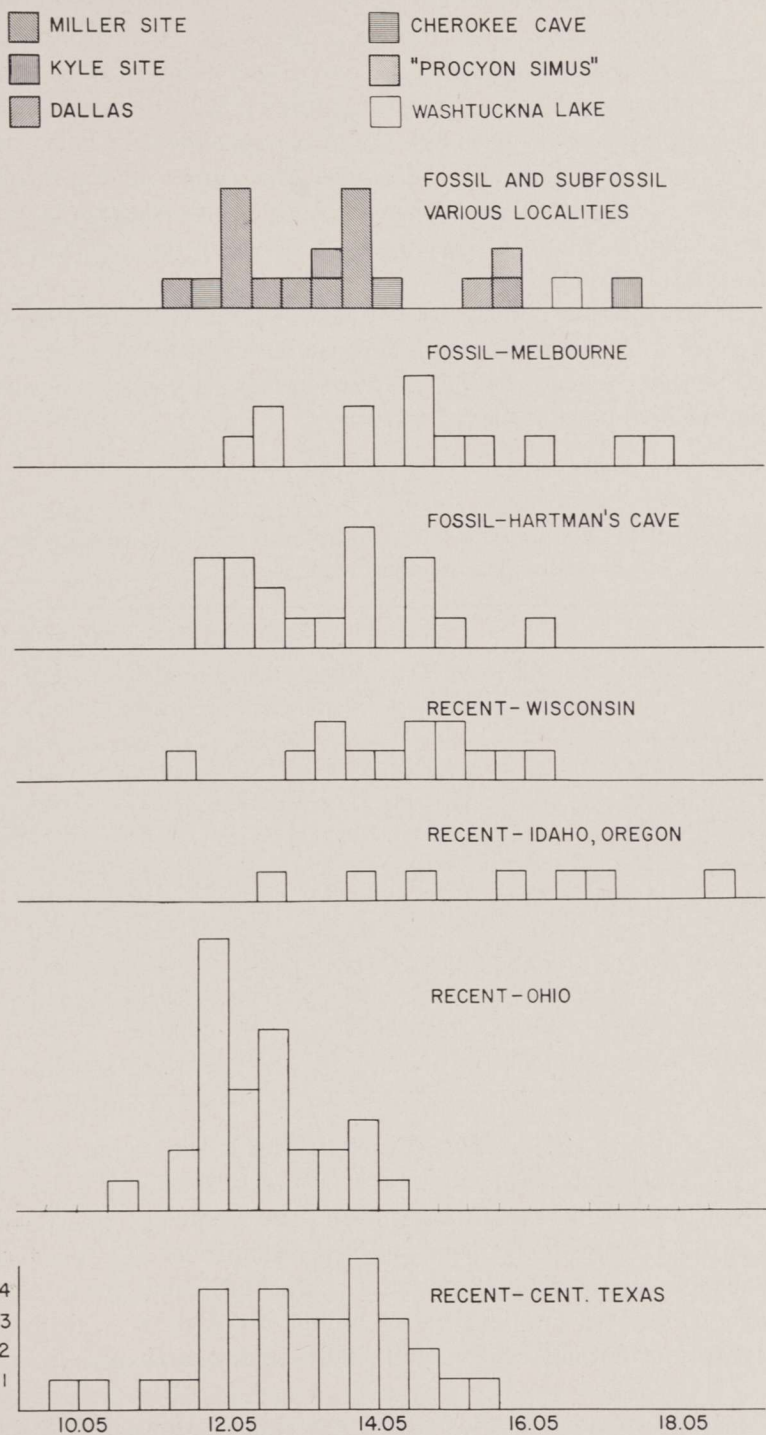 MILLER SITE
KYLE SITE
DALLAS
CHEROKEE CAVE
"PROCYON SIMUS"
WASHTUCKNA LAKE
FOSSIL AND SUBFOSSIL
VARIOUS LOCALITIES
FOSSIL-MELBOURNE
FOSSIL-HARTMAN'S CAVE
RECENT-WISCONSIN
RECENT-IDAHO, OREGON
RECENT-OHIO
RECENT-CENT. TEXAS
4
3
2
1
10.05 12.05 14.05 16.05 18.05